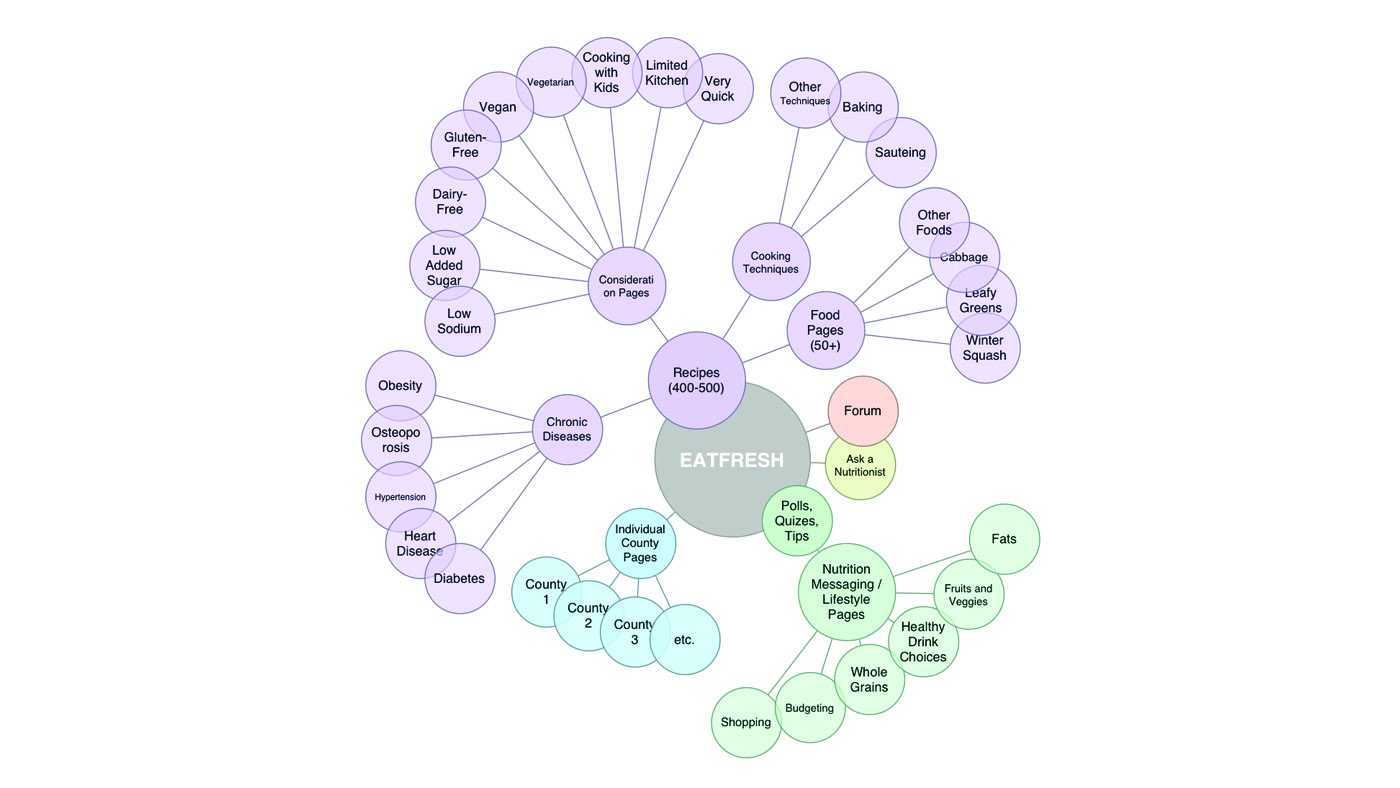 Cooking
with
Kids
Limited
Kitchen
Very
Quick
Vegetarian
Vegan
Gluten-
Free
Dairy-
Free
Low
Added
Sugar
Low
Sodium
Considerati
on Pages
Other
Techniques
Baking
Sauteing
Cooking
Techniques
Other
Foods
Cabbage
Leafy
Greens
Winter
Squash
Food
Pages
(50+)
Recipes
(400-500)
Obesity
Osteopo
rosis
Hypertension
Heart
Disease
Diabetes
Chronic
Diseases
EATFRESH
Forum
Ask a
Nutritionist
Polls,
Quizes,
Tips
Individual
County
Pages
County
1
County
2
County
3
etc.
Nutrition
Messaging /
Lifestyle
Pages
Fats
Fruits and
Veggies
Healthy
Drink
Choices
Whole
Grains
Budgeting
Shopping